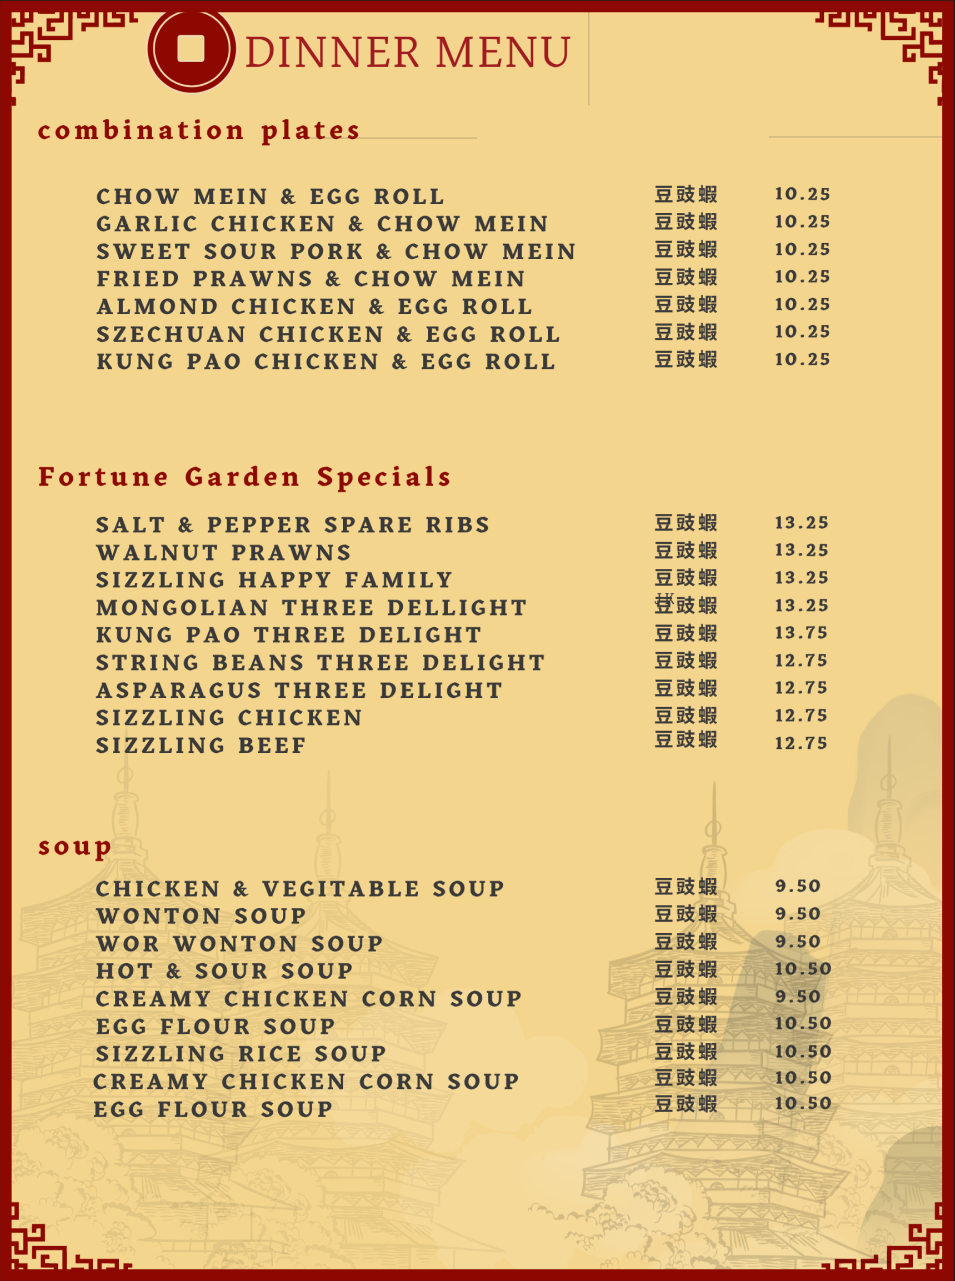 DINNER MENU
combination plates
CHOW MEIN & EGG ROLL 豆豉蝦 10.25
GARLIC CHICKEN & CHOW MEIN 豆豉蝦 10.25
SWEET SOUR PORK & CHOW MEIN 豆豉蝦 10.25
FRIED PRAWNS & CHOW MEIN 豆豉蝦 10.25
ALMOND CHICKEN & EGG ROLL 豆豉蝦 10.25
SZECHUAN CHICKEN & EGG ROLL 豆豉蝦 10.25
KUNG PAO CHICKEN & EGG ROLL 豆豉蝦 10.25
Fortune Garden Specials
SALT & PEPPER SPARE RIBS 豆豉蝦 13.25
WALNUT PRAWNS 豆豉蝦 13.25
SIZZLING HAPPY FAMILY 豆豉蝦 13.25
MONGOLIAN THREE DELLIGHT 豆豉蝦 13.25
KUNG PAO THREE DELIGHT 豆豉蝦 13.75
STRING BEANS THREE DELIGHT 豆豉蝦 12.75
ASPARAGUS THREE DELIGHT 豆豉蝦 12.75
SIZZLING CHICKEN 豆豉蝦 12.75
SIZZLING BEEF 豆豉蝦 12.75
soup
CHICKEN & VEGITABLE SOUP 豆豉蝦 9.50
WONTON SOUP 豆豉蝦 9.50
WOR WONTON SOUP 豆豉蝦 9.50
HOT & SOUR SOUP 豆豉蝦 10.50
CREAMY CHICKEN CORN SOUP 豆豉蝦 9.50
EGG FLOUR SOUP 豆豉蝦 10.50
SIZZLING RICE SOUP 豆豉蝦 10.50
CREAMY CHICKEN CORN SOUP 豆豉蝦 10.50
EGG FLOUR SOUP 豆豉蝦 10.50